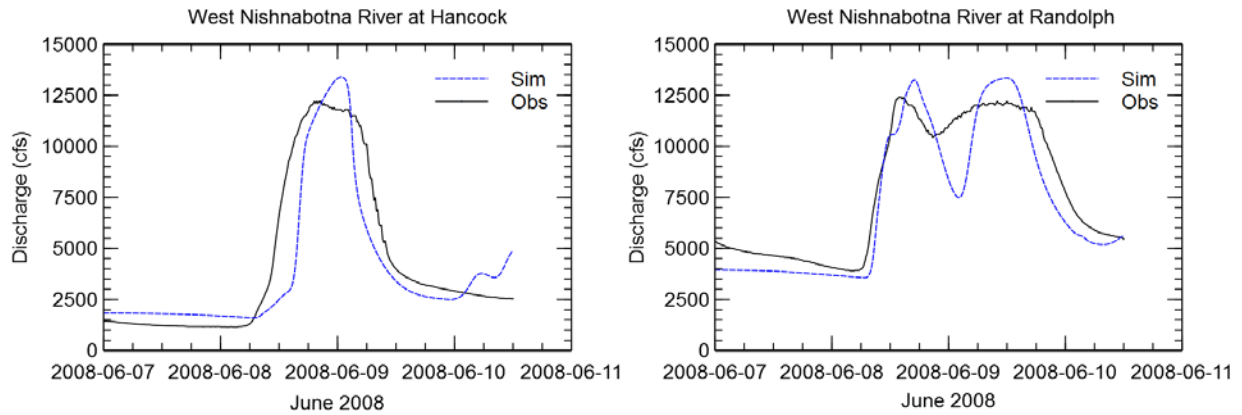 West Nishnabotna River at Hancock
15000
12500
10000
7500
5000
2500
0
Discharge (cfs)
Sim
Obs
2008-06-07 2008-06-08 2008-06-09 2008-06-10 2008-06-11
June 2008
West Nishnabotna River at Randolph
15000
12500
10000
7500
5000
2500
0
Discharge (cfs)
Sim
Obs
2008-06-07 2008-06-08 2008-06-09 2008-06-10 2008-06-11
June 2008